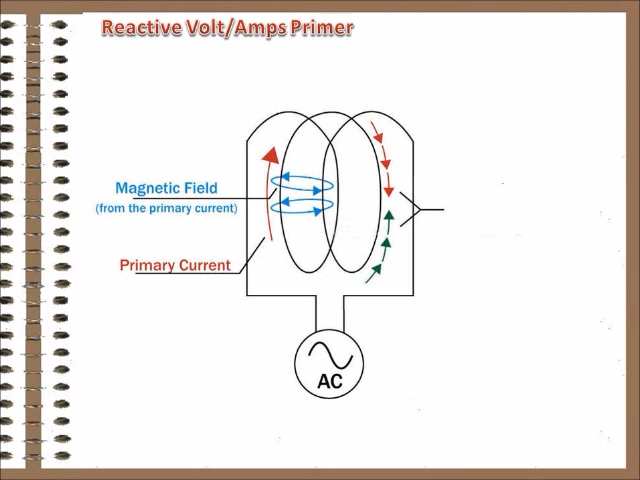 Reactive Volt/Amps Primer
Magnetic Field
(from the primary current)
Primary Current
AC